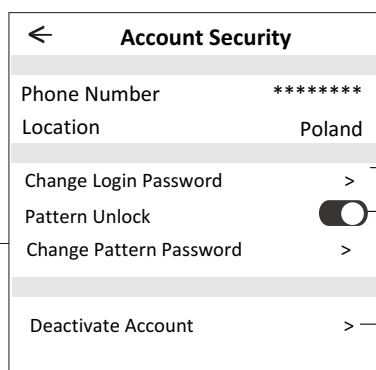 Account Security
Phone Number ********
Location Poland
Change Login Password >
Pattern Unlock
Change Pattern Password >
Deactivate Account >